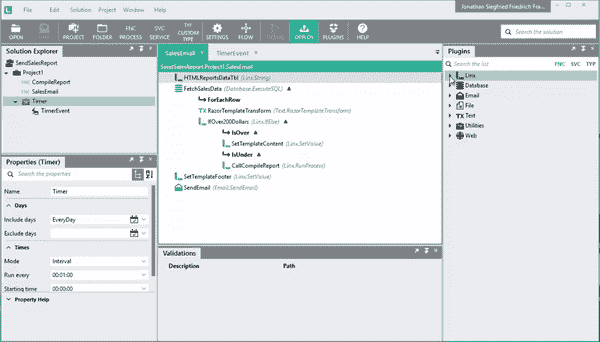 File Edit Solution Project Window Help
Jonathan Siegfried Friedrich Fra...
OPEN SAVE PROJECT FOLDER FNC PROCESS SVC SERVICE TYP CUSTOM TYPE SETTINGS FLOW DEBUG DEPLOY PLUGINS HELP
Search the solution
Solution Explorer
SendSalesReport
Project1
CompileReport
SalesEmail
Timer
TimerEvent
Properties (Timer)
Search the properties
Name Timer
Days
Include days EveryDay
Exclude days
Times
Mode Interval
Run every 00:01:00
Starting time 00:00:00
Property Help
SalesEmail TimerEvent
SendSalesReport.Project1.SalesEmail
HTMLReportsDataTbl (Linx.String)
FetchSalesData (Database.ExecuteSQL)
ForEachRow
TX RazorTemplateTransform (Text.RazorTemplateTransform)
IfOver200Dollars (Linx.IfElse)
IsOver
SetTemplateContent (Linx.SetValue)
IsUnder
CallCompileReport (Linx.RunProcess)
SetTemplateFooter (Linx.SetValue)
SendEmail (Email.SendEmail)
Validations
Description Path
Plugins
Search the list FNC SVC TYP
Linx
Database
Email
File
TX Text
Utilities
Web